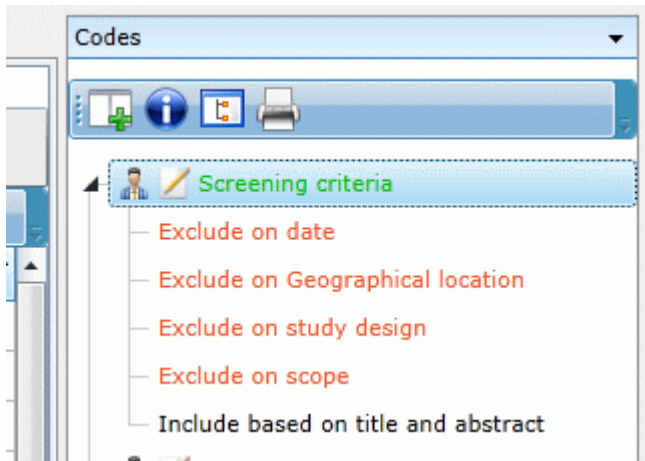 Codes
Screening criteria
Exclude on date
Exclude on Geographical location
Exclude on study design
Exclude on scope
Include based on title and abstract